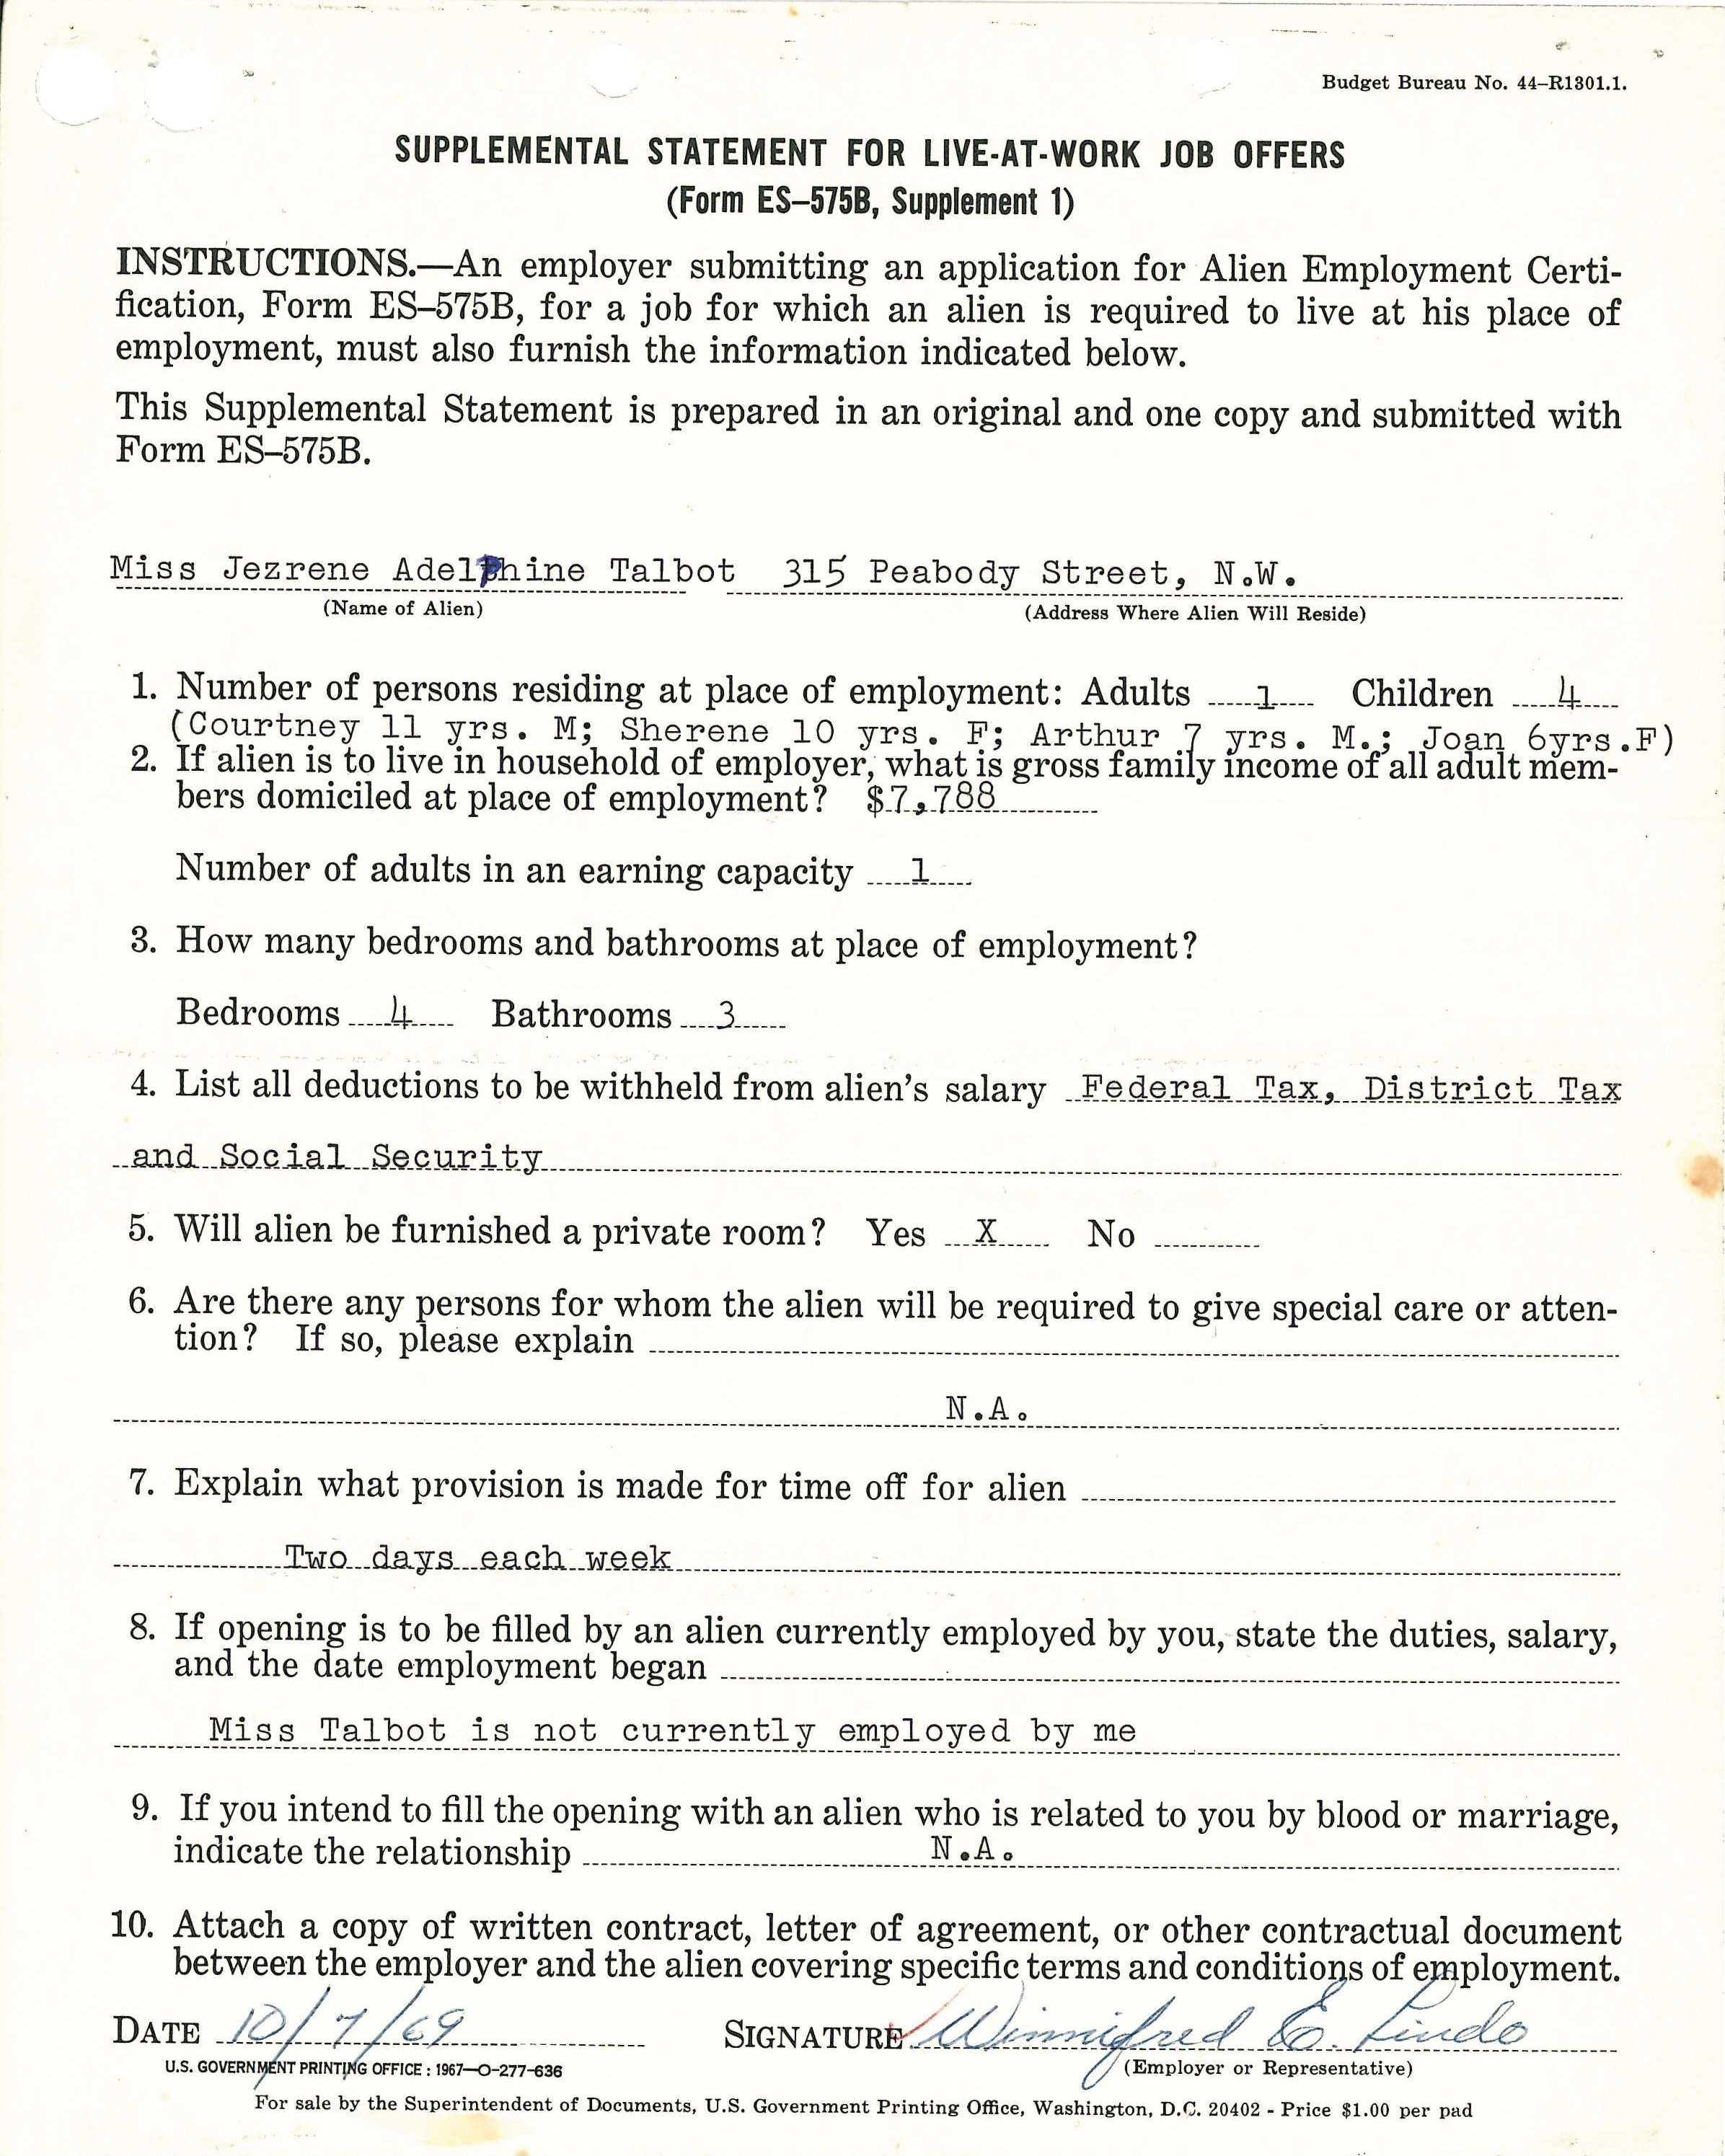 Budget Bureau No. 44–R1301.1.
SUPPLEMENTAL STATEMENT FOR LIVE-AT-WORK JOB OFFERS
(Form ES–575B, Supplement 1)
INSTRUCTIONS.—An employer submitting an application for Alien Employment Certi-
fication, Form ES–575B, for a job for which an alien is required to live at his place of
employment, must also furnish the information indicated below.
This Supplemental Statement is prepared in an original and one copy and submitted with
Form ES–575B.
Miss Jezrene Adelphine Talbot 315 Peabody Street, N.W.
(Name of Alien) (Address Where Alien Will Reside)
1. Number of persons residing at place of employment: Adults 1 Children 4
(Courtney 11 yrs. M; Sherene 10 yrs. F; Arthur 7 yrs. M.; Joan 6yrs.F)
2. If alien is to live in household of employer, what is gross family income of all adult mem-
bers domiciled at place of employment? $7,788
Number of adults in an earning capacity 1
3. How many bedrooms and bathrooms at place of employment?
Bedrooms 4 Bathrooms 3
4. List all deductions to be withheld from alien's salary Federal Tax, District Tax
and Social Security
5. Will alien be furnished a private room? Yes X No
6. Are there any persons for whom the alien will be required to give special care or atten-
tion? If so, please explain
N.A.
7. Explain what provision is made for time off for alien
Two days each week
8. If opening is to be filled by an alien currently employed by you, state the duties, salary,
and the date employment began
Miss Talbot is not currently employed by me
9. If you intend to fill the opening with an alien who is related to you by blood or marriage,
indicate the relationship N.A.
10. Attach a copy of written contract, letter of agreement, or other contractual document
between the employer and the alien covering specific terms and conditions of employment.
DATE 10/7/69 SIGNATURE Winnifred E. Lindo
U.S. GOVERNMENT PRINTING OFFICE : 1967—O-277-636 (Employer or Representative)
For sale by the Superintendent of Documents, U.S. Government Printing Office, Washington, D.C. 20402 - Price $1.00 per pad